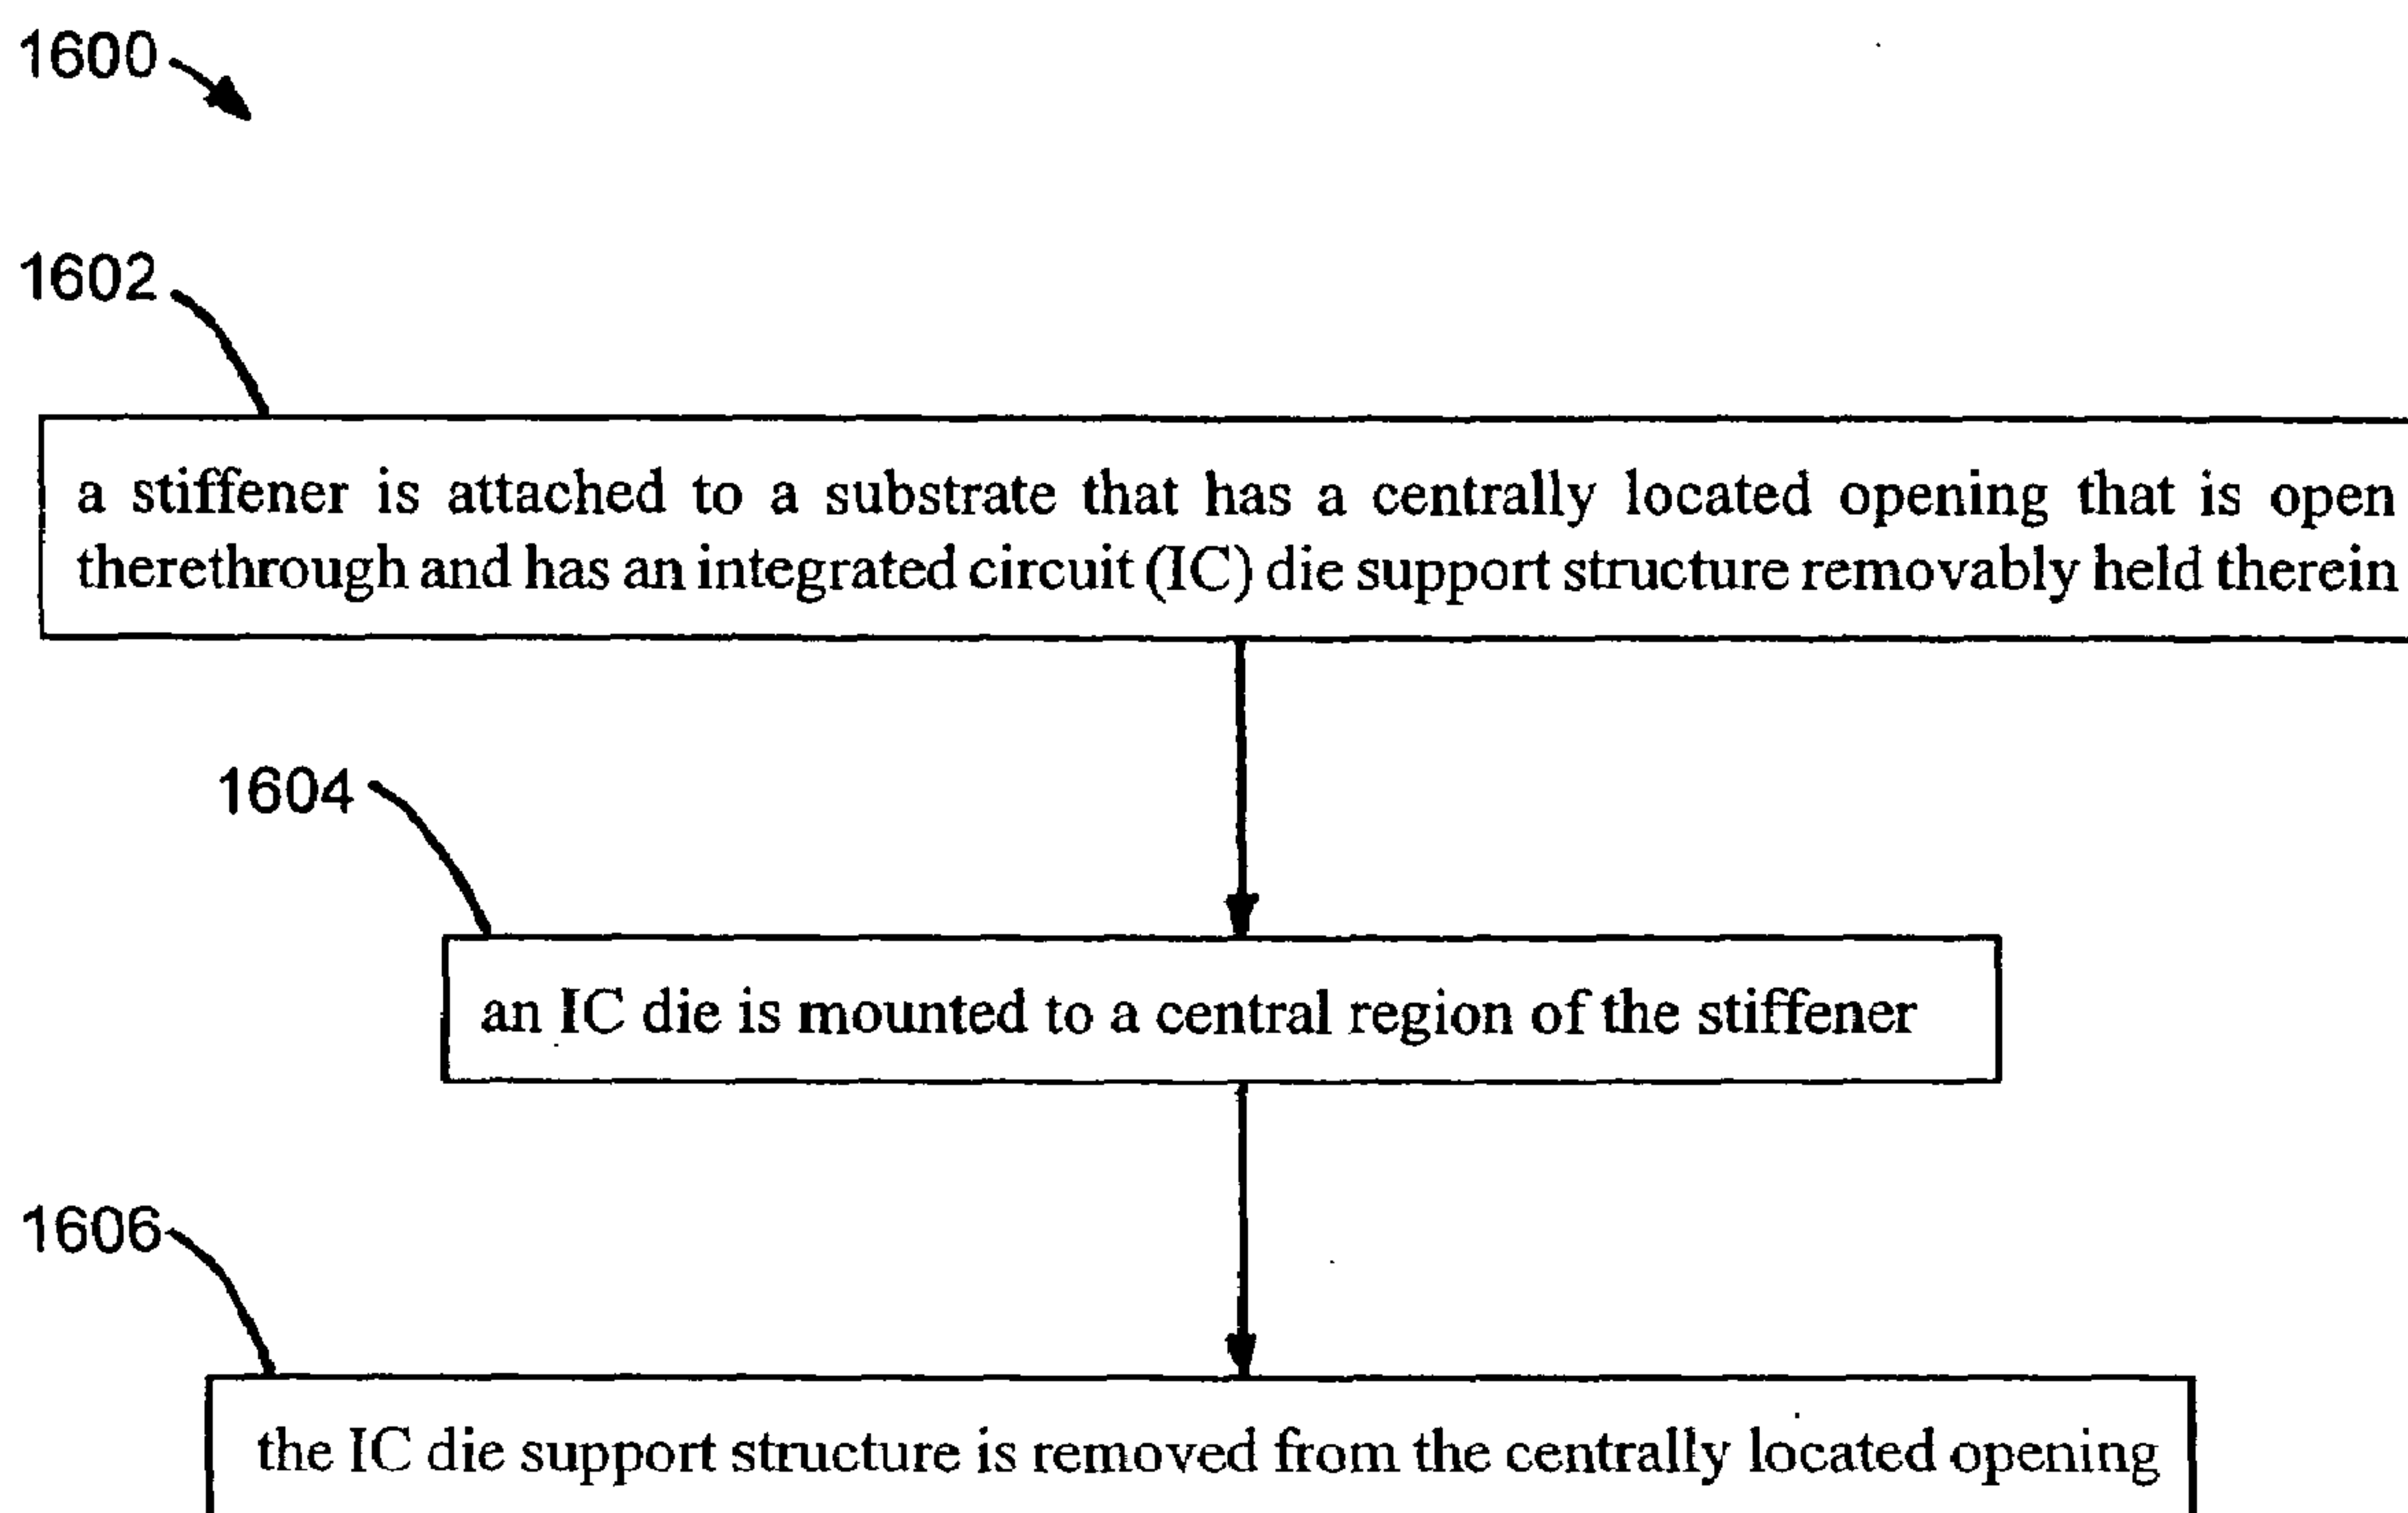 1600
1602
a stiffener is attached to a substrate that has a centrally located opening that is open
therethrough and has an integrated circuit (IC) die support structure removably held therein
1604
an IC die is mounted to a central region of the stiffener
1606
the IC die support structure is removed from the centrally located opening